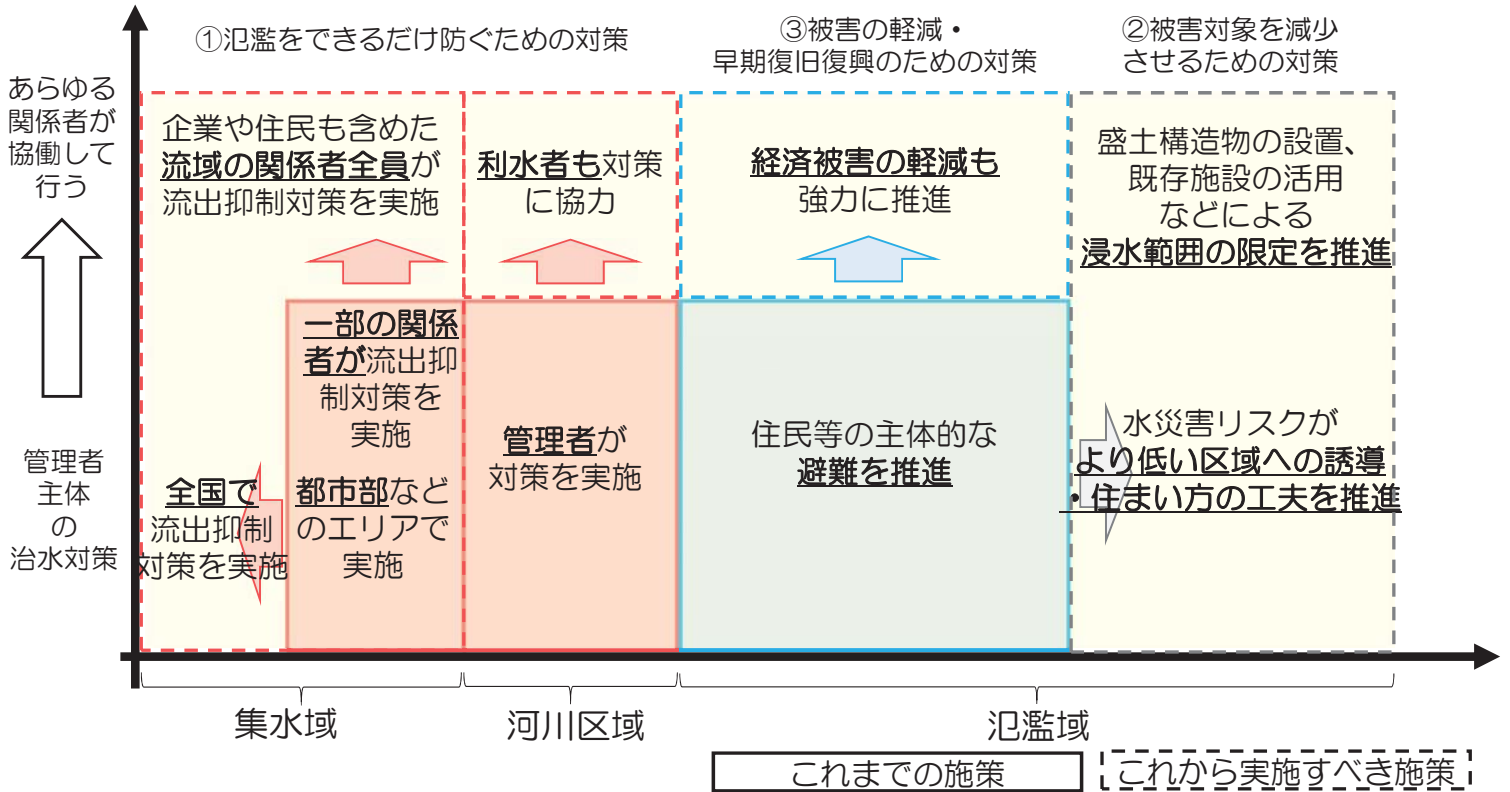 ①氾濫をできるだけ防ぐための対策
③被害の軽減・
早期復旧復興のための対策
②被害対象を減少
させるための対策
あらゆる
関係者が
協働して
行う
管理者
主体
の
治水対策
企業や住民も含めた
流域の関係者全員が
流出抑制対策を実施
利水者も対策
に協力
経済被害の軽減も
強力に推進
盛土構造物の設置、
既存施設の活用
などによる
浸水範囲の限定を推進
一部の関係
者が流出抑
制対策を
実施
都市部など
のエリアで
実施
全国で
流出抑制
対策を実施
管理者が
対策を実施
住民等の主体的な
避難を推進
水災害リスクが
より低い区域への誘導
・住まい方の工夫を推進
集水域
河川区域
氾濫域
これまでの施策
これから実施すべき施策